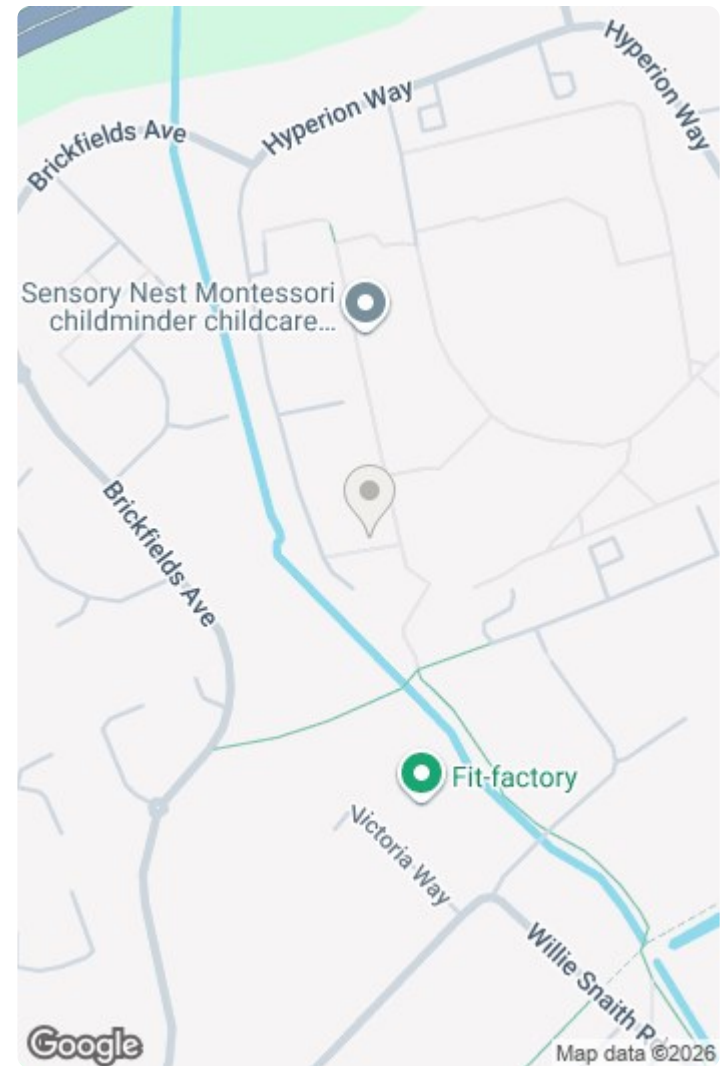 Hyperion Way
Hyperion Way
Brickfields Ave
Sensory Nest Montessori
childminder childcare...
Brickfields Ave
Fit-factory
Victoria Way
Willie Snaith Rd
Google
Map data ©2026